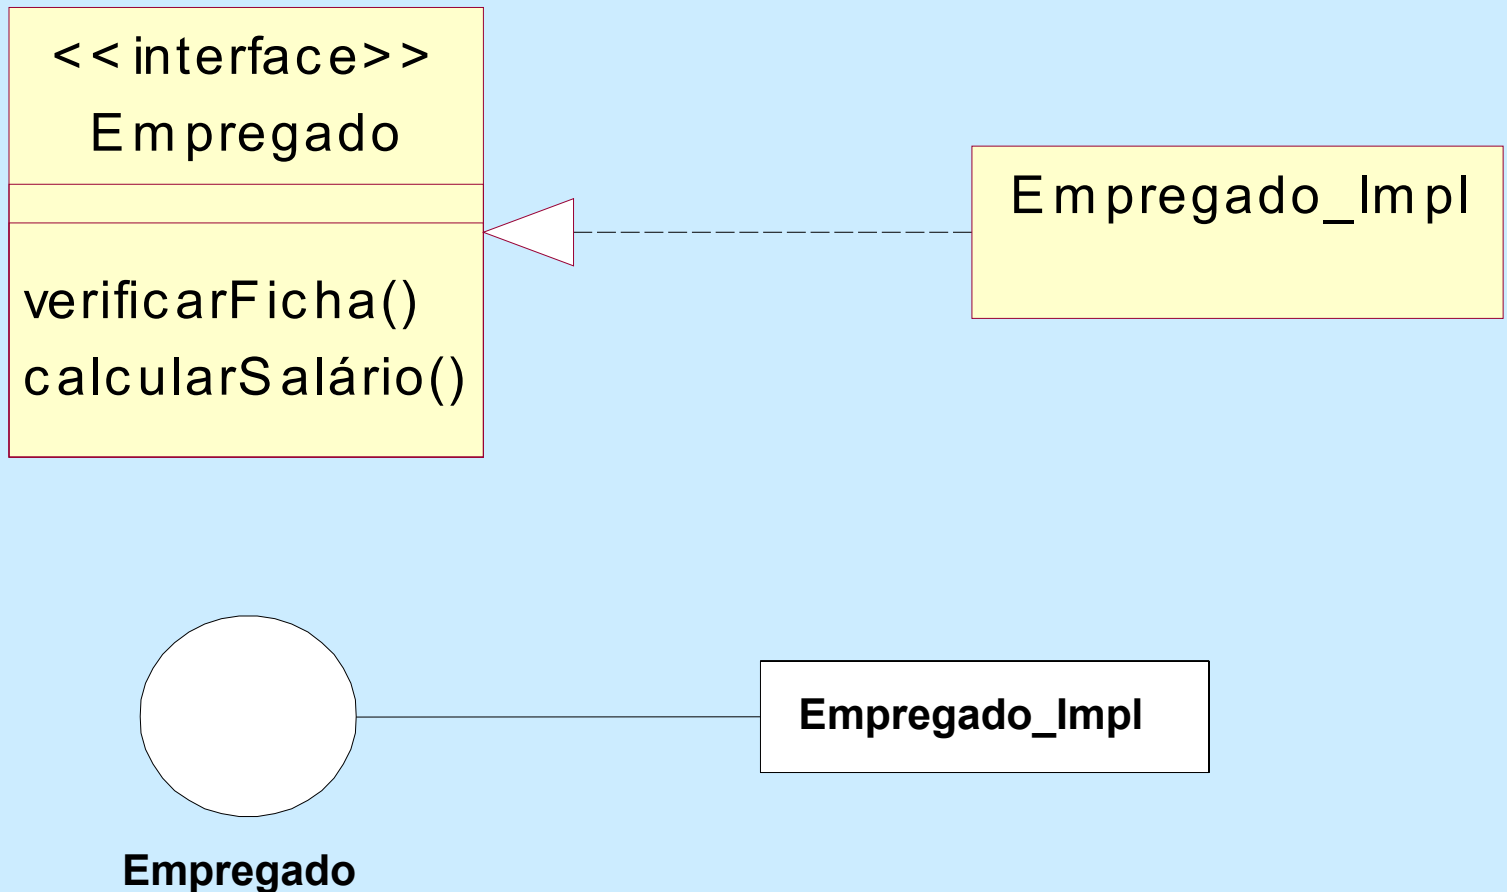 <<interface>>
Empregado
verificarFicha()
calcularSalário()
Empregado_Impl
Empregado_Impl
Empregado